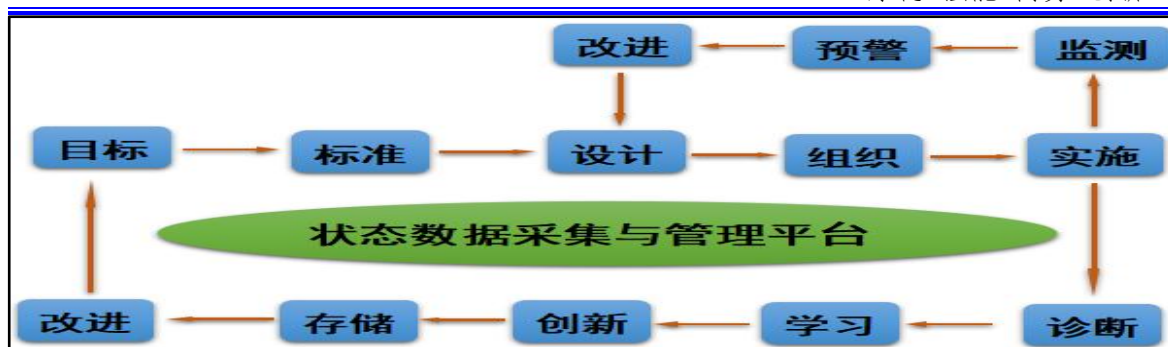 改进 预警 监测
目标 标准 设计 组织 实施
状态数据采集与管理平台
改进 存储 创新 学习 诊断